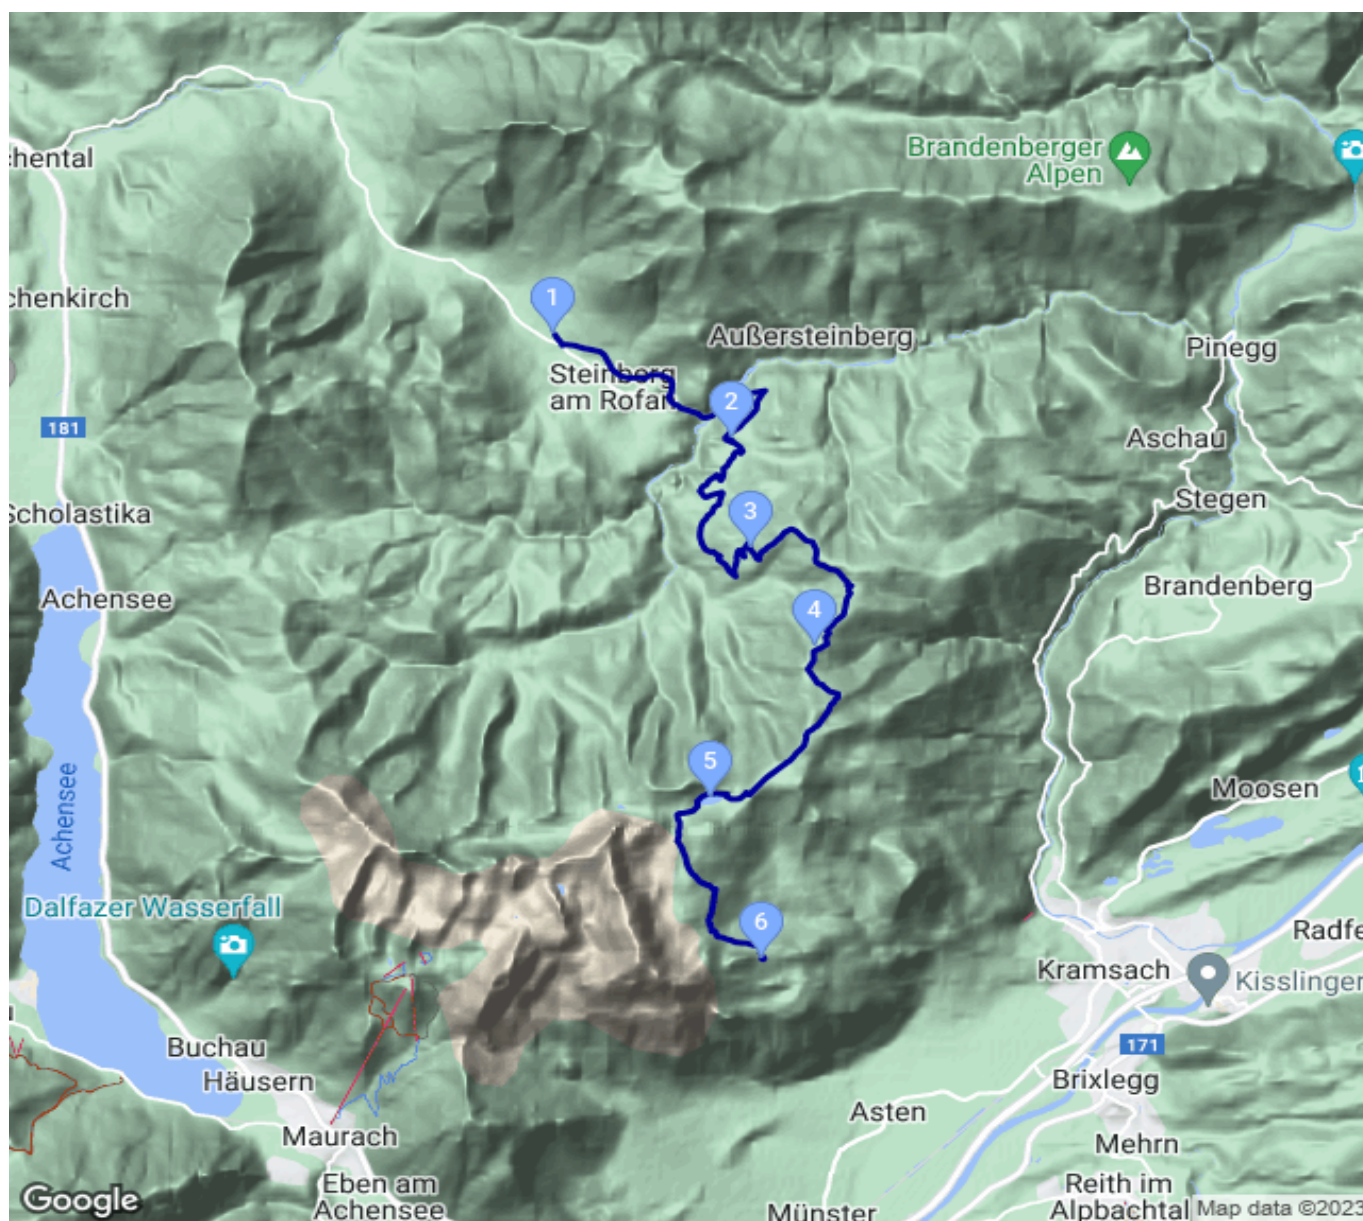 Brandenberger
Alpen
chental
chenkirch
1
Außersteinberg
Pinegg
Steinberg
am Rofan
2
181
Aschau
Stegen
Scholastika
3
Achensee
Brandenberg
4
Achensee
5
Moosen
Dalfazer Wasserfall
6
Radfe
Kramsach
Kisslinger
Buchau
171
Häusern
Brixlegg
Asten
Maurach
Mehrn
Eben am
Achensee
Reith im
Alpbachtal
Münster
Google
Map data ©2023